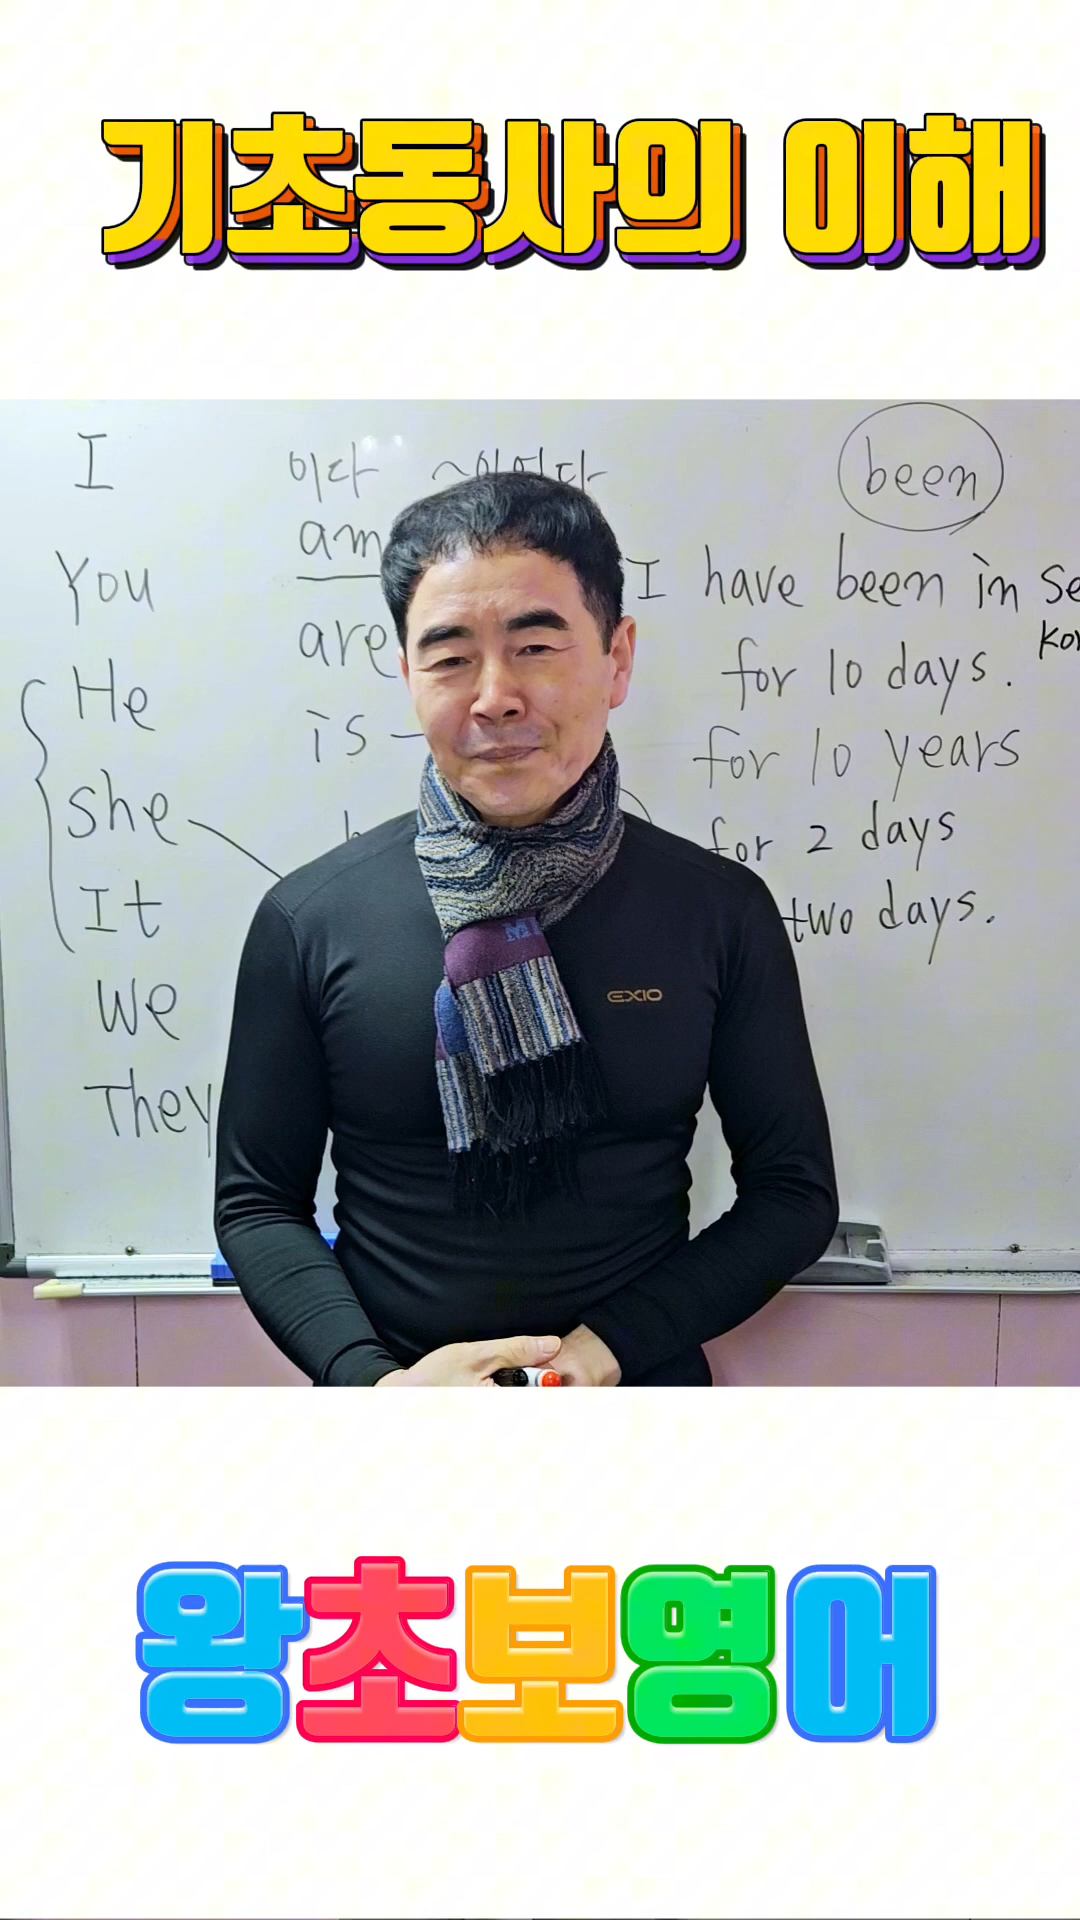 기초동사의 이해
I
이다
been
am
You
I have been in
are
for 10 days.
He
is
for 10 years
she
for 2 days
It
two days.
We
They
EXIO
왕초보영어